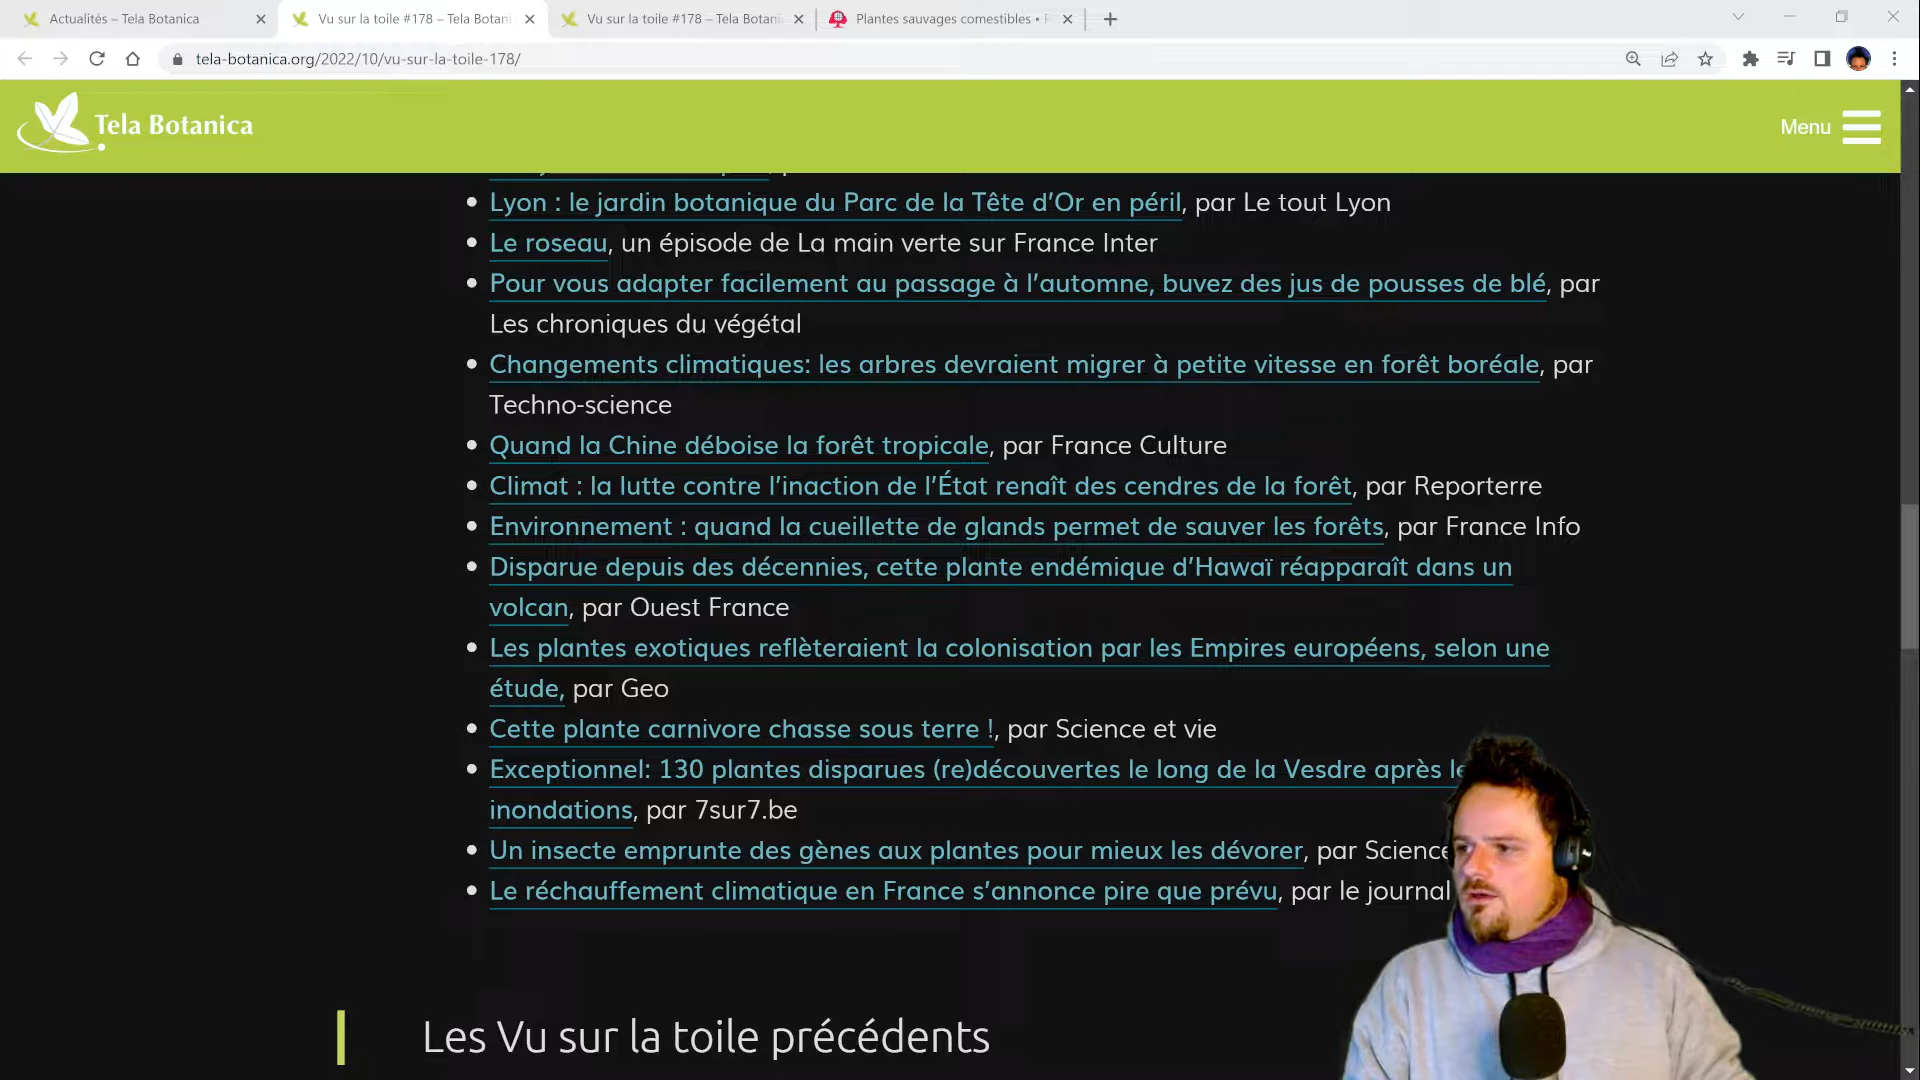 Actualités – Tela Botanica
Vu sur la toile #178 – Tela Botani
Vu sur la toile #178 – Tela Botani
Plantes sauvages comestibles •
tela-botanica.org/2022/10/vu-sur-la-toile-178/
Tela Botanica
Menu
Lyon : le jardin botanique du Parc de la Tête d’Or en péril, par Le tout Lyon
Le roseau, un épisode de La main verte sur France Inter
Pour vous adapter facilement au passage à l’automne, buvez des jus de pousses de blé, par
Les chroniques du végétal
Changements climatiques: les arbres devraient migrer à petite vitesse en forêt boréale, par
Techno-science
Quand la Chine déboise la forêt tropicale, par France Culture
Climat : la lutte contre l’inaction de l’État renaît des cendres de la forêt, par Reporterre
Environnement : quand la cueillette de glands permet de sauver les forêts, par France Info
Disparue depuis des décennies, cette plante endémique d’Hawaï réapparaît dans un
volcan, par Ouest France
Les plantes exotiques reflèteraient la colonisation par les Empires européens, selon une
étude, par Geo
Cette plante carnivore chasse sous terre !, par Science et vie
Exceptionnel: 130 plantes disparues (re)découvertes le long de la Vesdre après le
inondations, par 7sur7.be
Un insecte emprunte des gènes aux plantes pour mieux les dévorer, par Science
Le réchauffement climatique en France s’annonce pire que prévu, par le journal
Les Vu sur la toile précédents